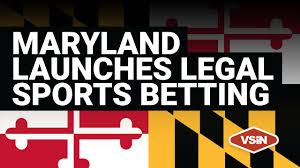 MARYLAND
LAUNCHES LEGAL
SPORTS BETTING
VSiN